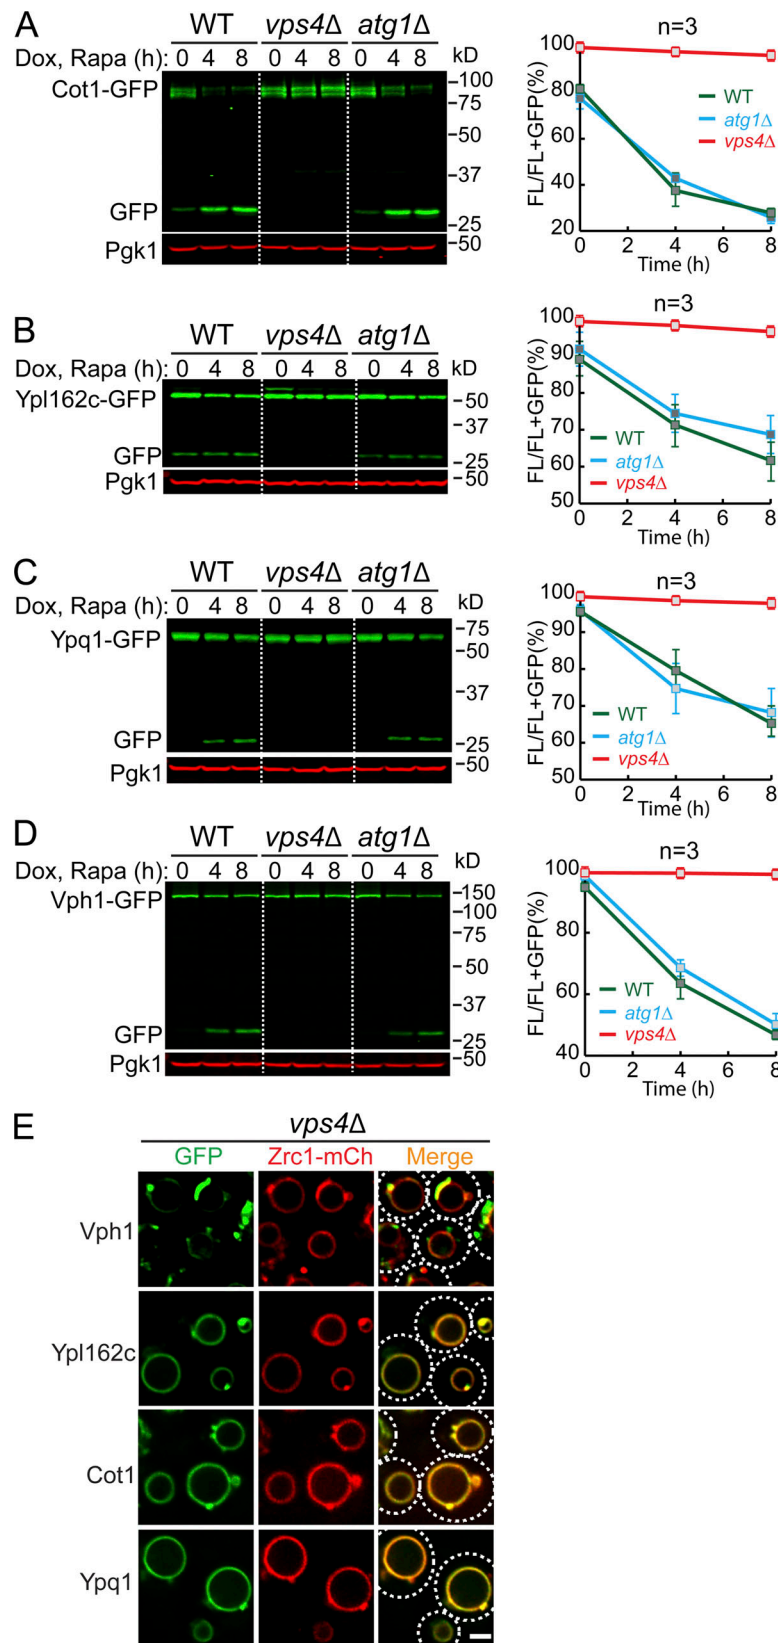 A
WT vps4Δ atg1Δ
Dox, Rapa (h): 0 4 8 0 4 8 0 4 8 kD
Cot1-GFP
-100
-75
-50
-37
GFP
-25
Pgk1
-50
n=3
FL/FL+GFP(%)
100
80
60
40
20
WT
atg1Δ
vps4Δ
0 2 4 6 8
Time (h)
B
WT vps4Δ atg1Δ
Dox, Rapa (h): 0 4 8 0 4 8 0 4 8 kD
Ypl162c-GFP
-50
-37
GFP
-25
Pgk1
-50
n=3
FL/FL+GFP(%)
100
90
80
70
60
50
WT
atg1Δ
vps4Δ
0 2 4 6 8
Time (h)
C
WT vps4Δ atg1Δ
Dox, Rapa (h): 0 4 8 0 4 8 0 4 8 kD
Ypq1-GFP
-75
-50
-37
GFP
-25
Pgk1
-50
n=3
FL/FL+GFP(%)
100
90
80
70
60
50
WT
atg1Δ
vps4Δ
0 2 4 6 8
Time (h)
D
WT vps4Δ atg1Δ
Dox, Rapa (h): 0 4 8 0 4 8 0 4 8 kD
Vph1-GFP
-150
-100
-75
-50
-37
GFP
-25
Pgk1
-50
n=3
FL/FL+GFP(%)
100
80
60
40
WT
atg1Δ
vps4Δ
0 2 4 6 8
Time (h)
E
vps4Δ
GFP Zrc1-mCh Merge
Vph1
Ypl162c
Cot1
Ypq1